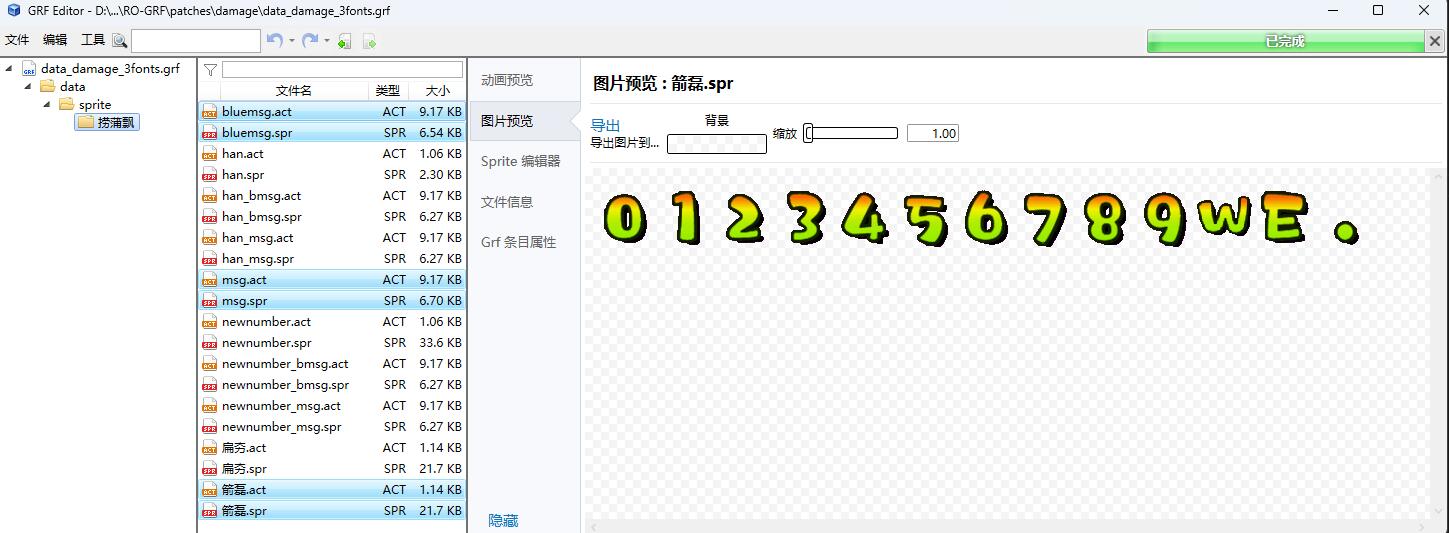 GRF Editor - D:\...\RO-GRF\patches\damage\data_damage_3fonts.grf
文件 编辑 工具
已完成
data_damage_3fonts.grf
data
sprite
捞蒲飘
文件名 类型 大小
bluemsg.act ACT 9.17 KB
bluemsg.spr SPR 6.54 KB
han.act ACT 1.06 KB
han.spr SPR 2.30 KB
han_bmsg.act ACT 9.17 KB
han_bmsg.spr SPR 6.27 KB
han_msg.act ACT 9.17 KB
han_msg.spr SPR 6.27 KB
msg.act ACT 9.17 KB
msg.spr SPR 6.70 KB
newnumber.act ACT 1.06 KB
newnumber.spr SPR 33.6 KB
newnumber_bmsg.act ACT 9.17 KB
newnumber_bmsg.spr SPR 6.27 KB
newnumber_msg.act ACT 9.17 KB
newnumber_msg.spr SPR 6.27 KB
扁夯.act ACT 1.14 KB
扁夯.spr SPR 21.7 KB
箭磊.act ACT 1.14 KB
箭磊.spr SPR 21.7 KB
动画预览
图片预览
Sprite 编辑器
文件信息
Grf 条目属性
隐藏
图片预览 : 箭磊.spr
导出
导出图片到...
背景
缩放
1.00
0 1 2 3 4 5 6 7 8 9 W E .